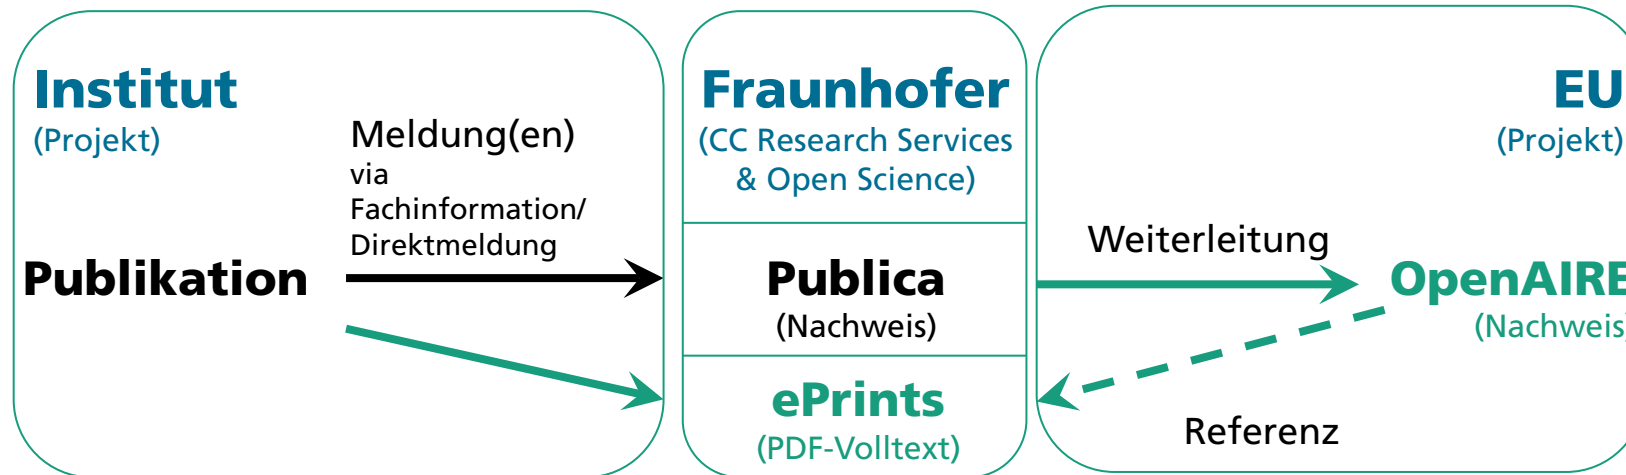 Institut
(Projekt)
Meldung(en)
via
Fachinformation/
Direktmeldung
Publikation
Fraunhofer
(CC Research Services
& Open Science)
Publica
(Nachweis)
ePrints
(PDF-Volltext)
EU
(Projekt)
Weiterleitung
OpenAIRE
(Nachweis)
Referenz